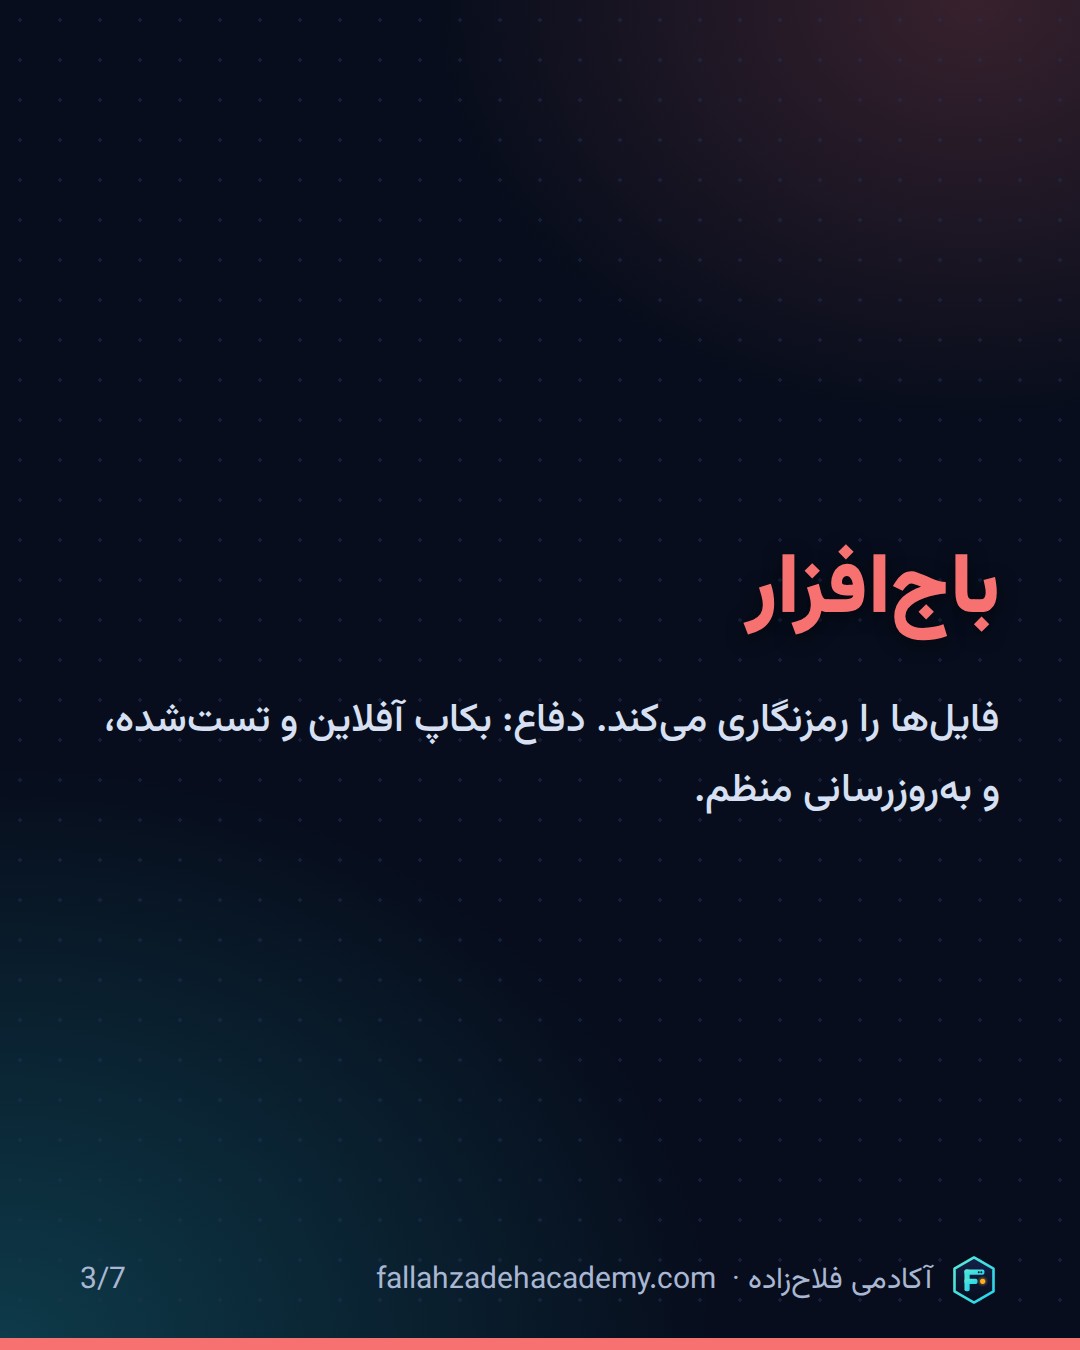 باج‌افزار
فایل‌ها را رمزنگاری می‌کند. دفاع: بکاپ آفلاین و تست‌شده،
و به‌روزرسانی منظم.
آکادمی فلاح‌زاده · fallahzadehacademy.com
3/7